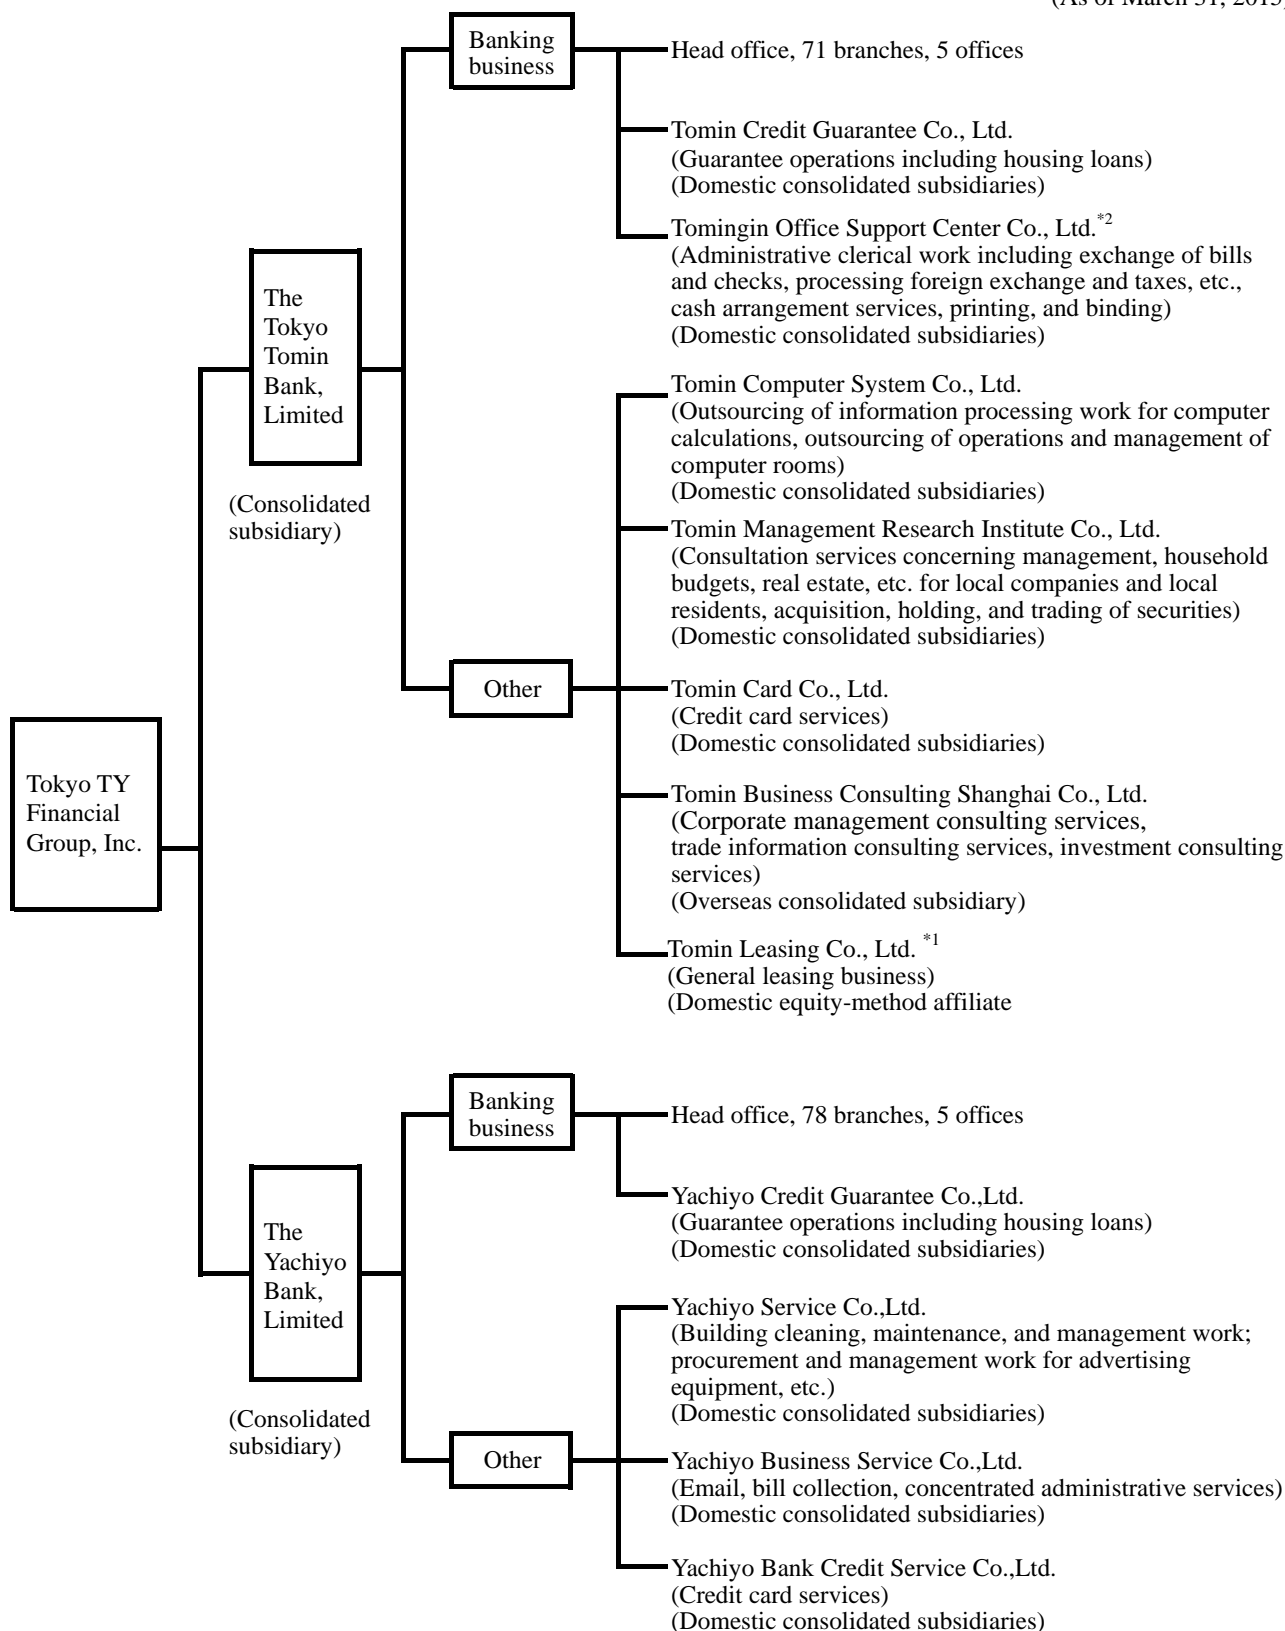 (As of March 31, 2015)
Banking
business
Head office, 71 branches, 5 offices
Tomin Credit Guarantee Co., Ltd.
(Guarantee operations including housing loans)
(Domestic consolidated subsidiaries)
Tomingin Office Support Center Co., Ltd.*2
(Administrative clerical work including exchange of bills
and checks, processing foreign exchange and taxes, etc.,
cash arrangement services, printing, and binding)
(Domestic consolidated subsidiaries)
The
Tokyo
Tomin
Bank,
Limited
(Consolidated
subsidiary)
Tomin Computer System Co., Ltd.
(Outsourcing of information processing work for computer
calculations, outsourcing of operations and management of
computer rooms)
(Domestic consolidated subsidiaries)
Tomin Management Research Institute Co., Ltd.
(Consultation services concerning management, household
budgets, real estate, etc. for local companies and local
residents, acquisition, holding, and trading of securities)
(Domestic consolidated subsidiaries)
Other
Tomin Card Co., Ltd.
(Credit card services)
(Domestic consolidated subsidiaries)
Tokyo TY
Financial
Group, Inc.
Tomin Business Consulting Shanghai Co., Ltd.
(Corporate management consulting services,
trade information consulting services, investment consulting
services)
(Overseas consolidated subsidiary)
Tomin Leasing Co., Ltd. *1
(General leasing business)
(Domestic equity-method affiliate
Banking
business
Head office, 78 branches, 5 offices
Yachiyo Credit Guarantee Co.,Ltd.
(Guarantee operations including housing loans)
(Domestic consolidated subsidiaries)
The
Yachiyo
Bank,
Limited
(Consolidated
subsidiary)
Yachiyo Service Co.,Ltd.
(Building cleaning, maintenance, and management work;
procurement and management work for advertising
equipment, etc.)
(Domestic consolidated subsidiaries)
Other
Yachiyo Business Service Co.,Ltd.
(Email, bill collection, concentrated administrative services)
(Domestic consolidated subsidiaries)
Yachiyo Bank Credit Service Co.,Ltd.
(Credit card services)
(Domestic consolidated subsidiaries)